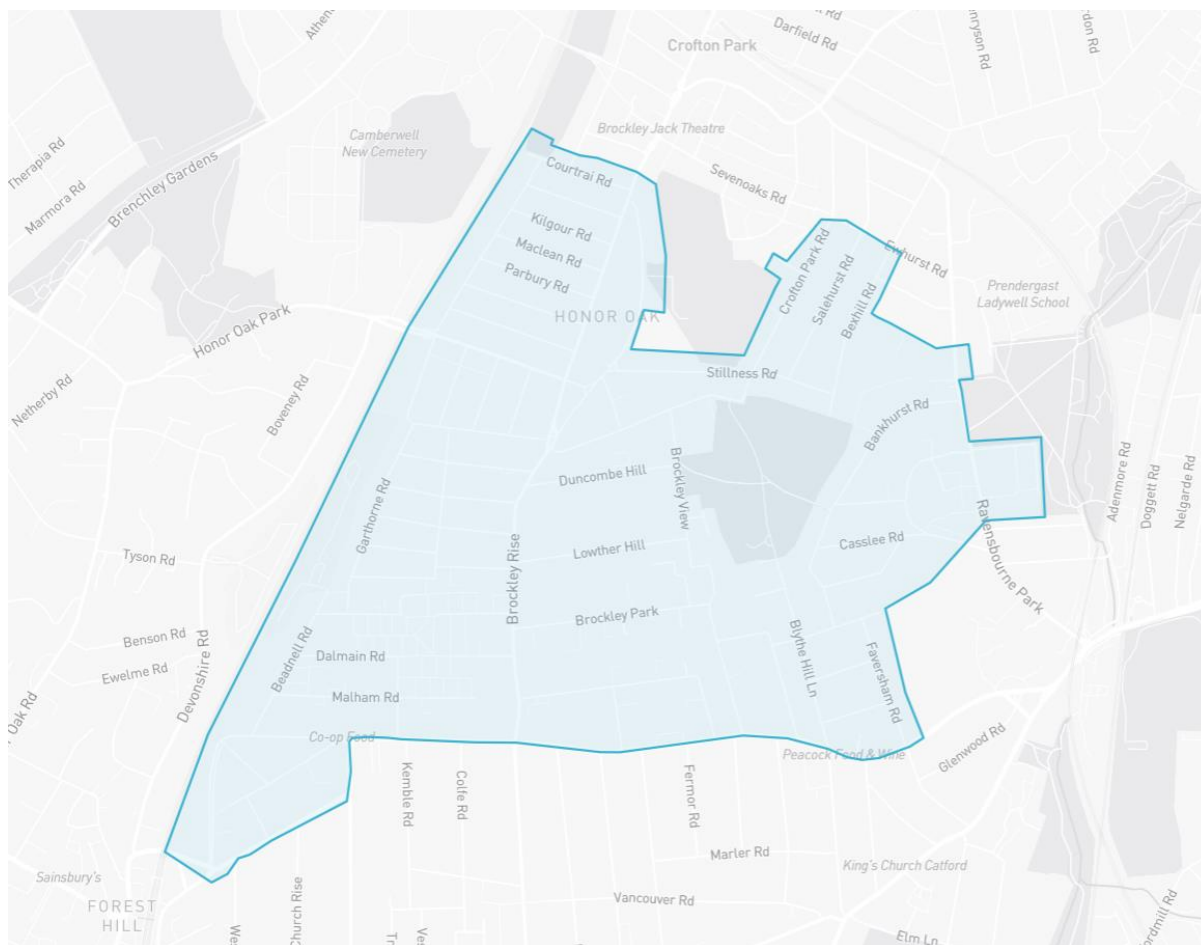 Crofton Park
Darfield Rd
Athen
Therapia Rd
Marmora Rd
Brenchley Gardens
Camberwell
New Cemetery
Brockley Jack Theatre
Sevenoaks Rd
Courtrai Rd
Kilgour Rd
Maclean Rd
Parbury Rd
HONOR OAK
Crofton Park Rd
Salehurst Rd
Bexhill Rd
Ewhurst Rd
Prendergast
Ladywell School
Honor Oak Park
Netherby Rd
Boveney Rd
Stillness Rd
Bankhurst Rd
Duncombe Hill
Brockley View
Garthorne Rd
Lowther Hill
Casslee Rd
Ravensbourne Park
Adenmore Rd
Doggett Rd
Nelgarde Rd
Tyson Rd
Brockley Rise
Brockley Park
Benson Rd
Ewelme Rd
Devonshire Rd
Beadnell Rd
Dalmain Rd
Malham Rd
Blythe Hill Ln
Faversham Rd
Oak Rd
Co-op Food
Peacock Food & Wine
Glenwood Rd
Kemble Rd
Colfe Rd
Fermor Rd
Marler Rd
King's Church Catford
Sainsbury's
FOREST
HILL
Church Rise
Vancouver Rd
Elm Ln